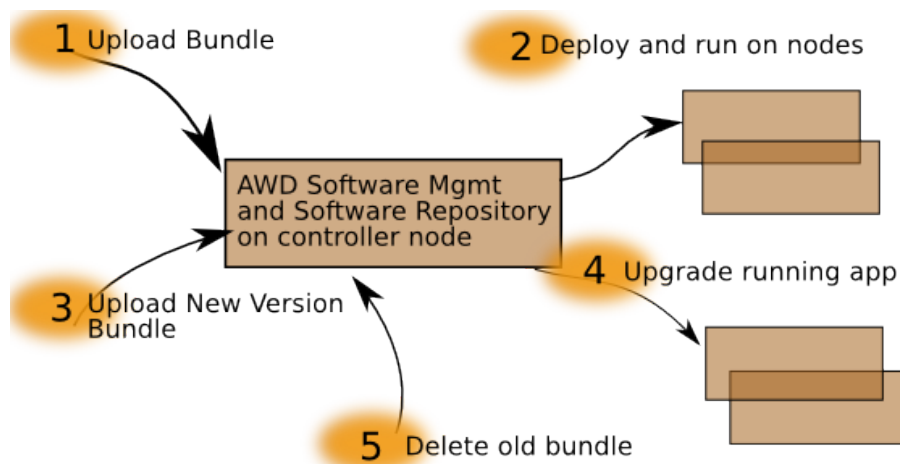 1 Upload Bundle
2 Deploy and run on nodes
AWD Software Mgmt
and Software Repository
on controller node
3 Upload New Version
Bundle
4 Upgrade running app
5 Delete old bundle